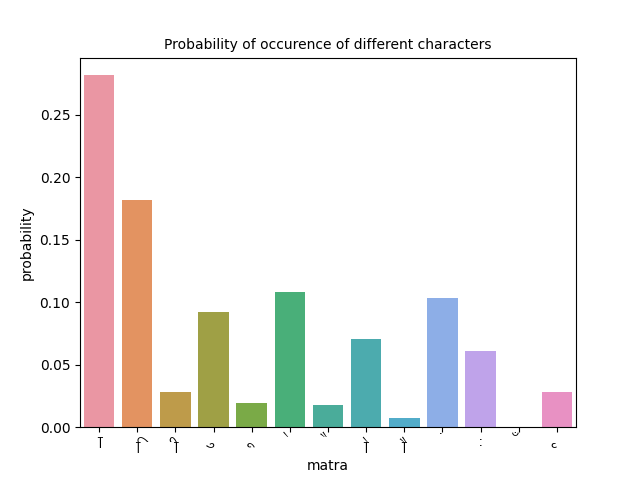 Probability of occurence of different characters
probability
0.25
0.20
0.15
0.10
0.05
0.00
ा ि ी ु ू े ै ो ौ ं ः ँ ृ
matra